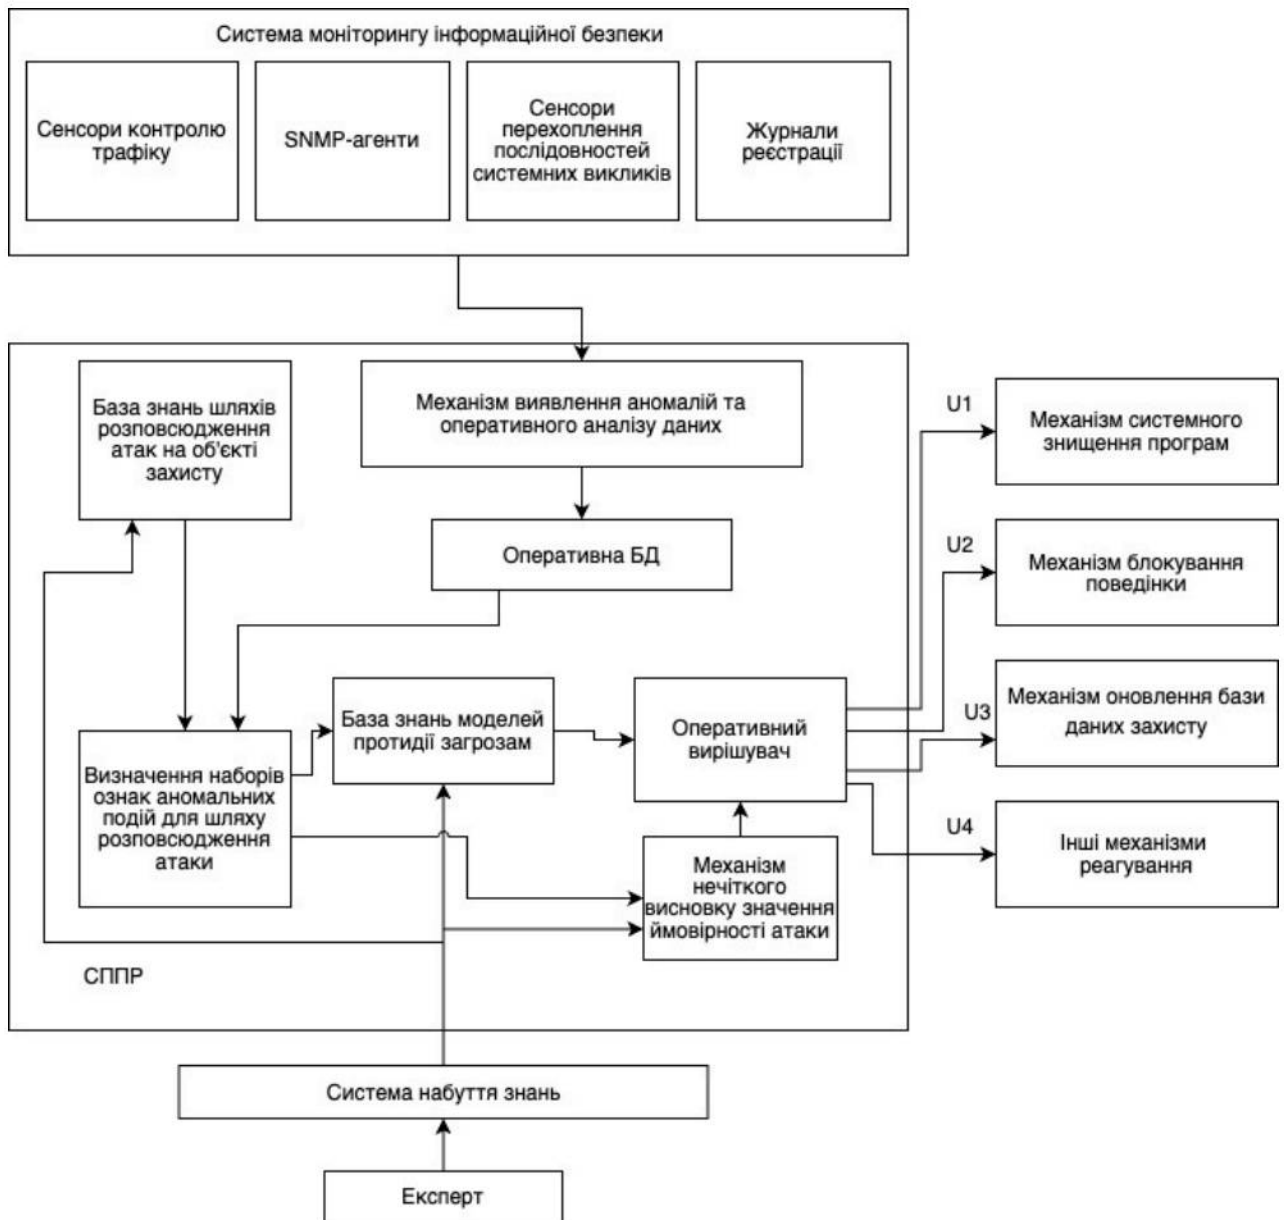 Система моніторингу інформаційної безпеки
Сенсори контролю
трафіку
SNMP-агенти
Сенсори
перехоплення
послідовностей
системних викликів
Журнали
реєстрації
База знань шляхів
розповсюдження
атак на об'єкті
захисту
Механізм виявлення аномалій та
оперативного аналізу даних
Оперативна БД
Визначення наборів
ознак аномальних
подій для шляху
розповсюдження
атаки
База знань моделей
протидії загрозам
Оперативний
вирішувач
Механізм
нечіткого
висновку значення
ймовірності атаки
СППР
U1
Механізм системного
знищення програм
U2
Механізм блокування
поведінки
U3
Механізм оновлення бази
даних захисту
U4
Інші механізми
реагування
Система набуття знань
Експерт